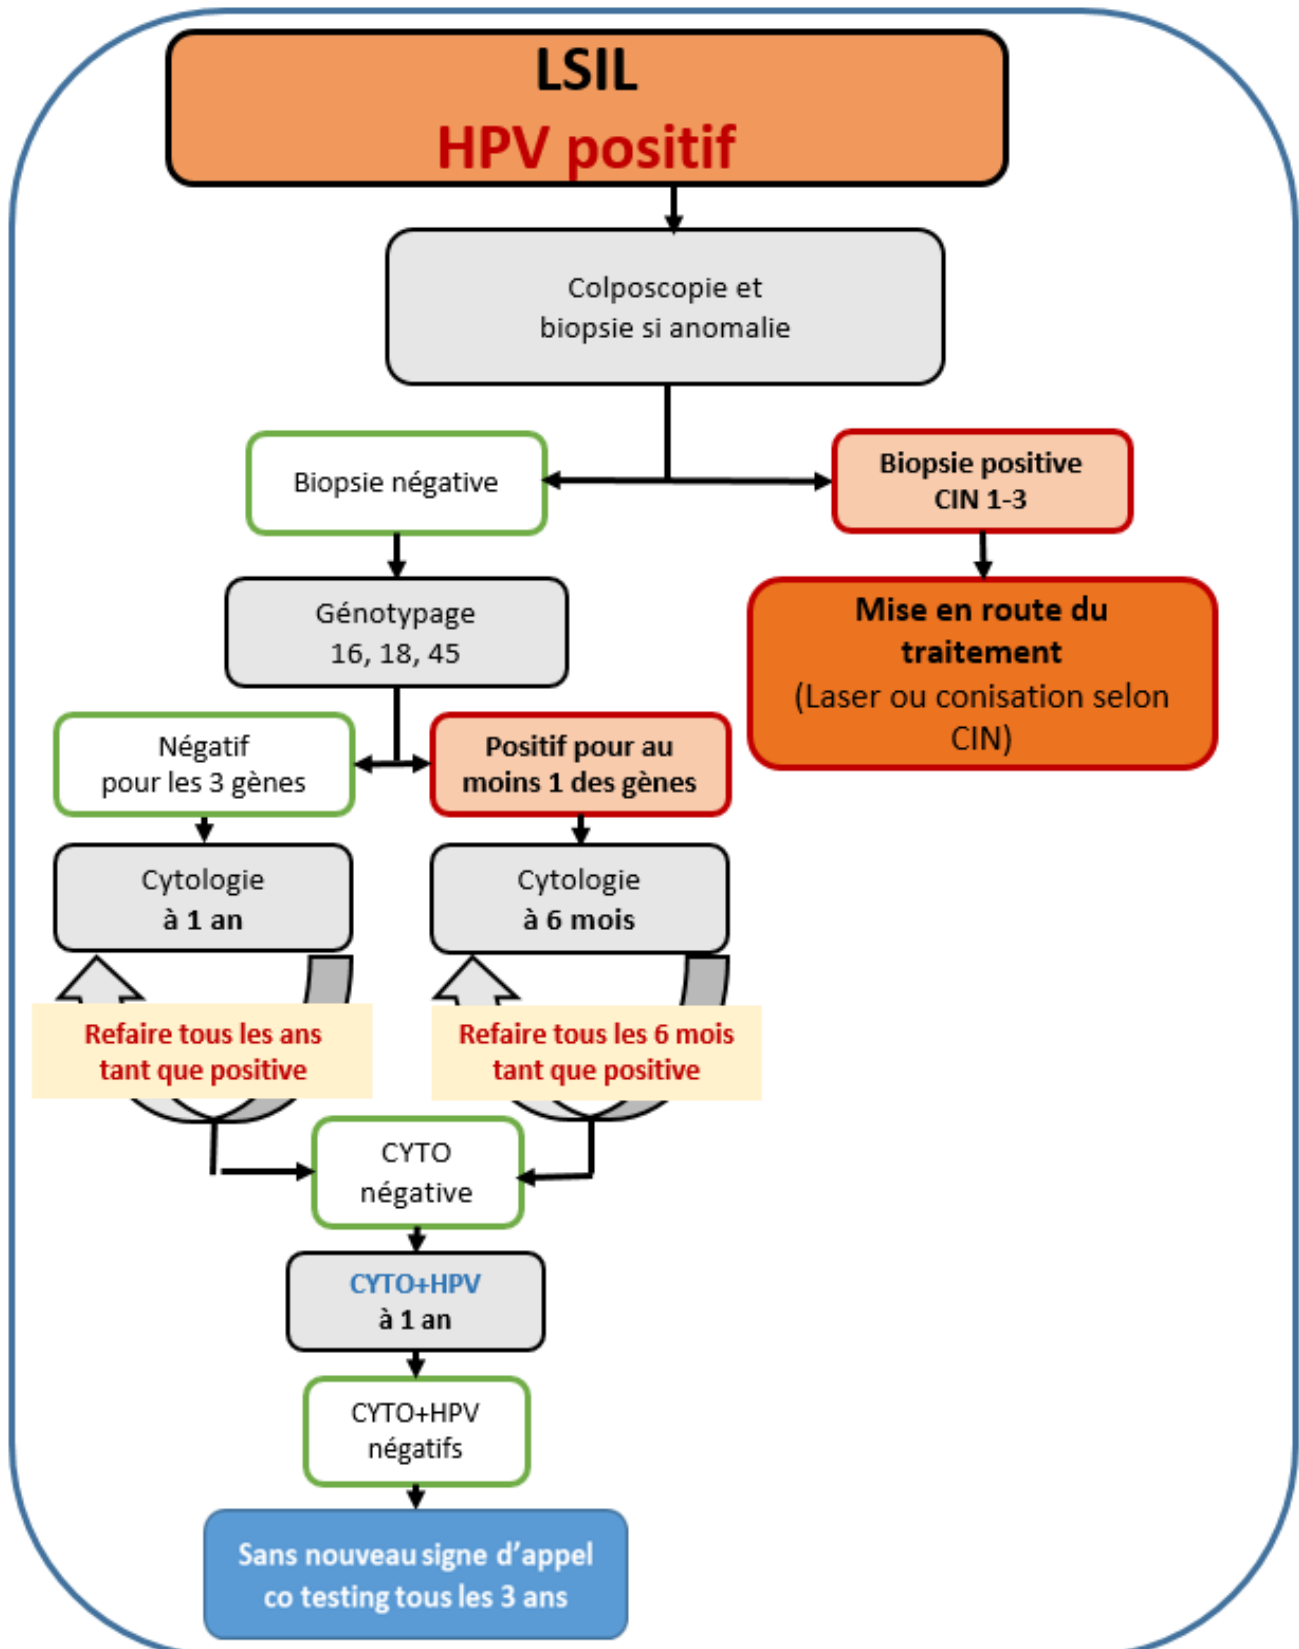 LSIL
HPV positif
Colposcopie et
biopsie si anomalie
Biopsie négative
Biopsie positive
CIN 1-3
Génotypage
16, 18, 45
Mise en route du
traitement
(Laser ou conisation selon
CIN)
Négatif
pour les 3 gènes
Positif pour au
moins 1 des gènes
Cytologie
à 1 an
Cytologie
à 6 mois
Refaire tous les ans
tant que positive
Refaire tous les 6 mois
tant que positive
CYTO
négative
CYTO+HPV
à 1 an
CYTO+HPV
négatifs
Sans nouveau signe d’appel
co testing tous les 3 ans